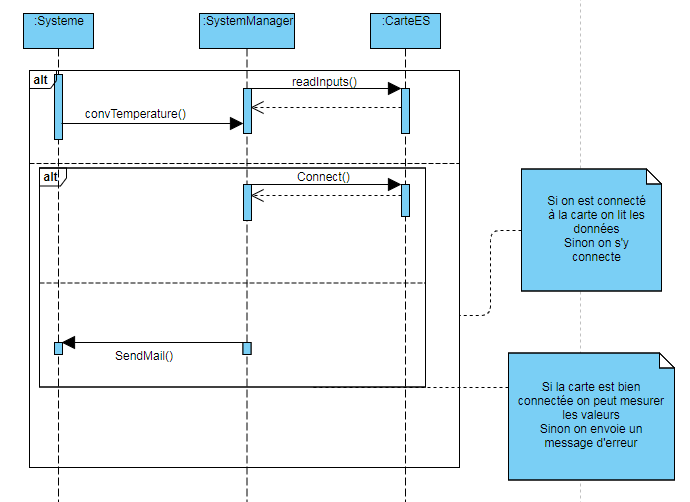 :Systeme
:SystemManager
:CarteES
alt
readInputs()
convTemperature()
alt
Connect()
Si on est connecté
à la carte on lit les
données
Sinon on s'y
connecte
SendMail()
Si la carte est bien
connectée on peut mesurer
les valeurs
Sinon on envoie un
message d'erreur